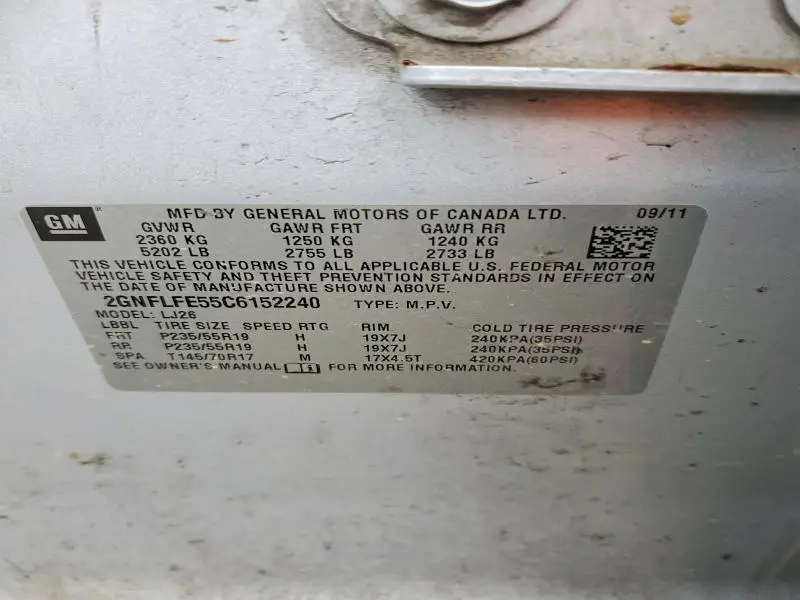 GM® MFD BY GENERAL MOTORS OF CANADA LTD. 09/11
GVWR GAWR FRT GAWR RR
2360 KG 1250 KG 1240 KG
5202 LB 2755 LB 2733 LB
THIS VEHICLE CONFORMS TO ALL APPLICABLE U.S. FEDERAL MOTOR
VEHICLE SAFETY AND THEFT PREVENTION STANDARDS IN EFFECT ON
THE DATE OF MANUFACTURE SHOWN ABOVE.
2GNFLFE55C6152240 TYPE: M.P.V.
MODEL: LJ26
LBBL TIRE SIZE SPEED RTG RIM COLD TIRE PRESSURE
FRT P235/55R19 H 19X7J 240KPA(35PSI)
RR P235/55R19 H 19X7J 240KPA(35PSI)
SPA T145/70R17 M 17X4.5T 420KPA(60PSI)
SEE OWNER'S MANUAL FOR MORE INFORMATION.